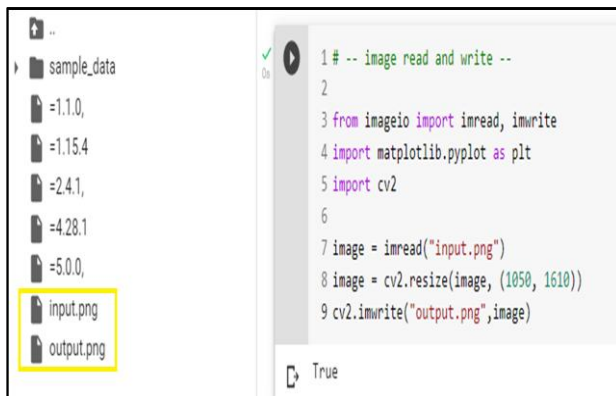 ..
sample_data
=1.1.0,
=1.15.4
=2.4.1,
=4.28.1
=5.0.0,
input.png
output.png
0s
1 # -- image read and write --
2
3 from imageio import imread, imwrite
4 import matplotlib.pyplot as plt
5 import cv2
6
7 image = imread("input.png")
8 image = cv2.resize(image, (1050, 1610))
9 cv2.imwrite("output.png",image)
True